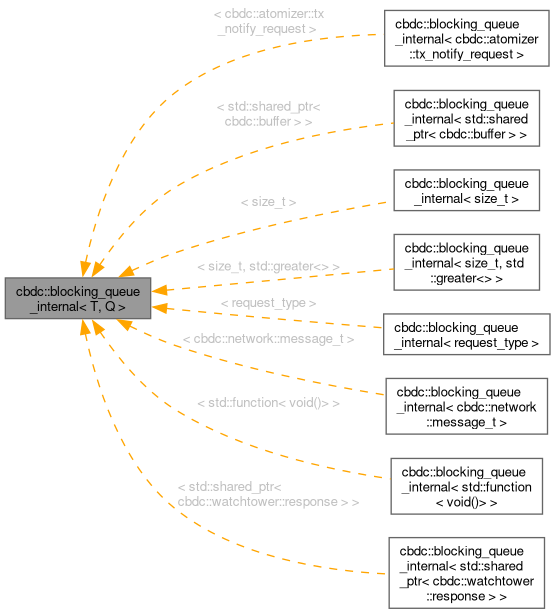 < cbdc::atomizer::tx
_notify_request >
cbdc::blocking_queue
_internal< cbdc::atomizer
::tx_notify_request >
< std::shared_ptr<
cbdc::buffer > >
cbdc::blocking_queue
_internal< std::shared
_ptr< cbdc::buffer > >
< size_t >
cbdc::blocking_queue
_internal< size_t >
< size_t, std::greater<> >
cbdc::blocking_queue
_internal< size_t, std
::greater<> >
cbdc::blocking_queue
_internal< T, Q >
< request_type >
cbdc::blocking_queue
_internal< request_type >
< cbdc::network::message_t >
cbdc::blocking_queue
_internal< cbdc::network
::message_t >
< std::function< void()> >
cbdc::blocking_queue
_internal< std::function
< void()> >
< std::shared_ptr<
cbdc::watchtower::response > >
cbdc::blocking_queue
_internal< std::shared
_ptr< cbdc::watchtower
::response > >